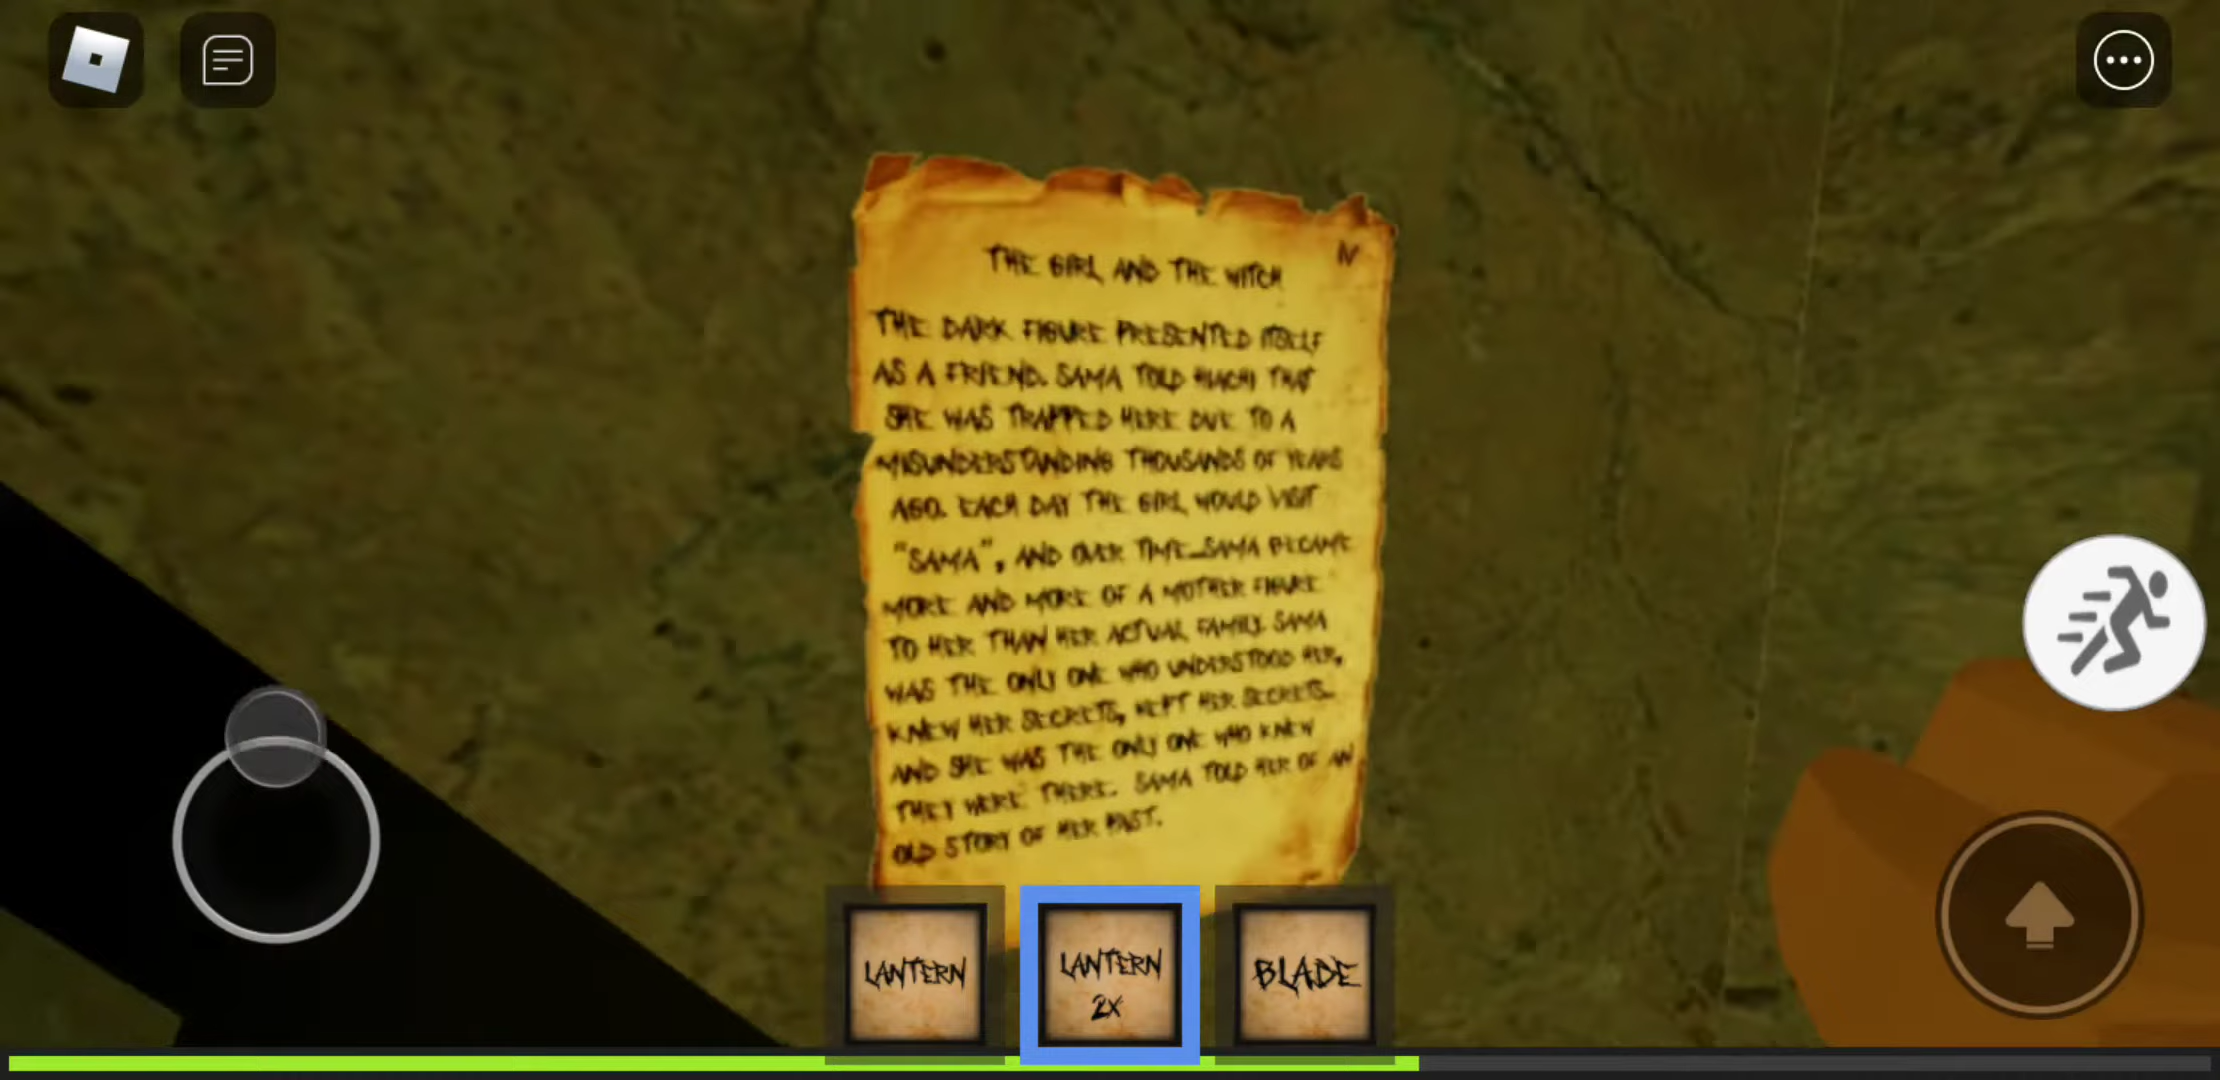 THE GIRL AND THE WITCH
IV
THE DARK FIGURE PRESENTED ITSELF
AS A FRIEND. SAMA TOLD HIACHI THAT
SHE WAS TRAPPED HERE DUE TO A
MISUNDERSTANDING THOUSANDS OF YEARS
AGO. EACH DAY THE GIRL WOULD VISIT
"SAMA", AND OVER TIME_SAMA BECAME
MORE AND MORE OF A MOTHER FIGURE
TO HER THAN HER ACTUAL FAMILY. SAMA
WAS THE ONLY ONE WHO UNDERSTOOD HER,
KNEW HER SECRETS, KEPT HER SECRETS.
AND SHE WAS THE ONLY ONE WHO KNEW
THEY WERE THERE. SAMA TOLD HER OF AN
OLD STORY OF HER PAST.
LANTERN
LANTERN
2X
BLADE